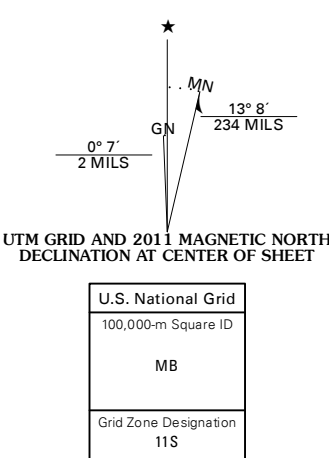 ★
MN
GN
13° 8´
234 MILS
0° 7´
2 MILS
UTM GRID AND 2011 MAGNETIC NORTH
DECLINATION AT CENTER OF SHEET
U.S. National Grid
100,000-m Square ID
MB
Grid Zone Designation
11S